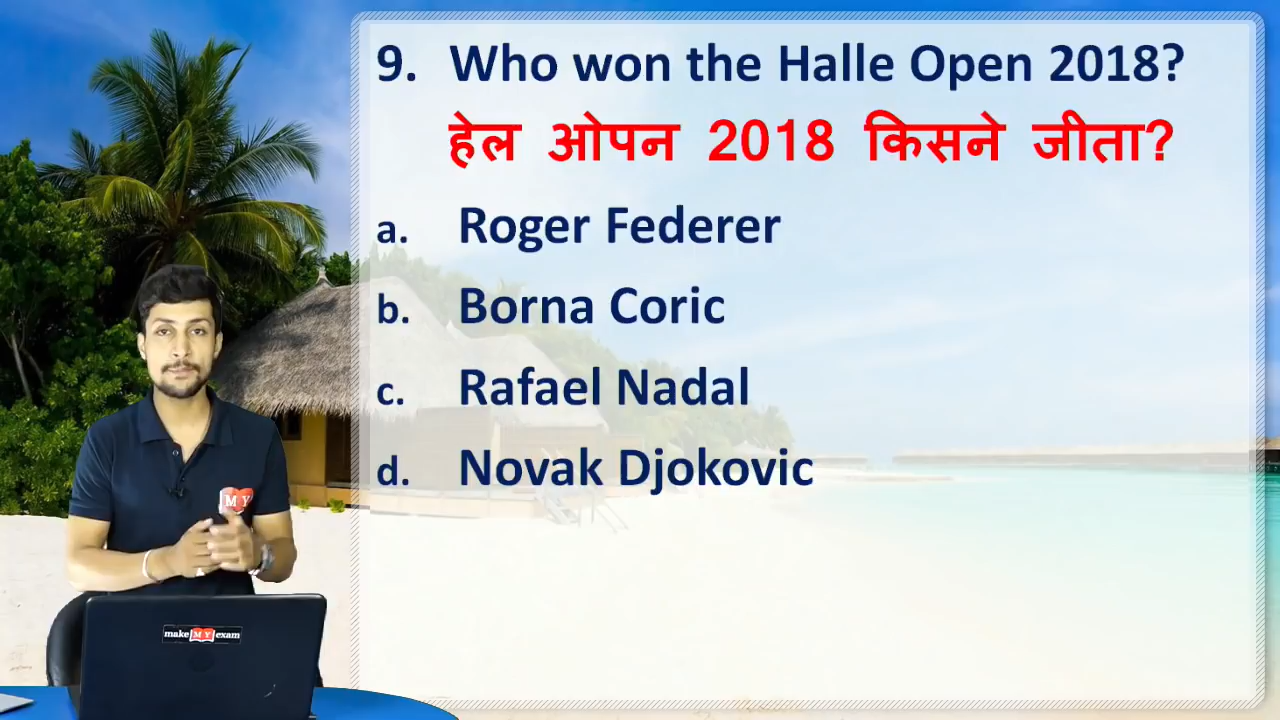 9. Who won the Halle Open 2018?
हेल ओपन 2018 किसने जीता?
a. Roger Federer
b. Borna Coric
c. Rafael Nadal
d. Novak Djokovic
MY
make MY exam